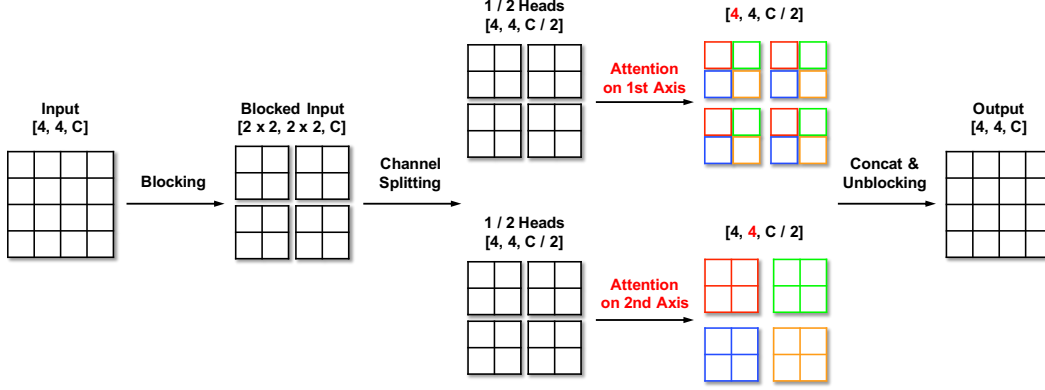 Input
[4, 4, C]
Blocking
Blocked Input
[2 x 2, 2 x 2, C]
Channel
Splitting
1 / 2 Heads
[4, 4, C / 2]
Attention
on 1st Axis
[4, 4, C / 2]
1 / 2 Heads
[4, 4, C / 2]
Attention
on 2nd Axis
[4, 4, C / 2]
Concat &
Unblocking
Output
[4, 4, C]